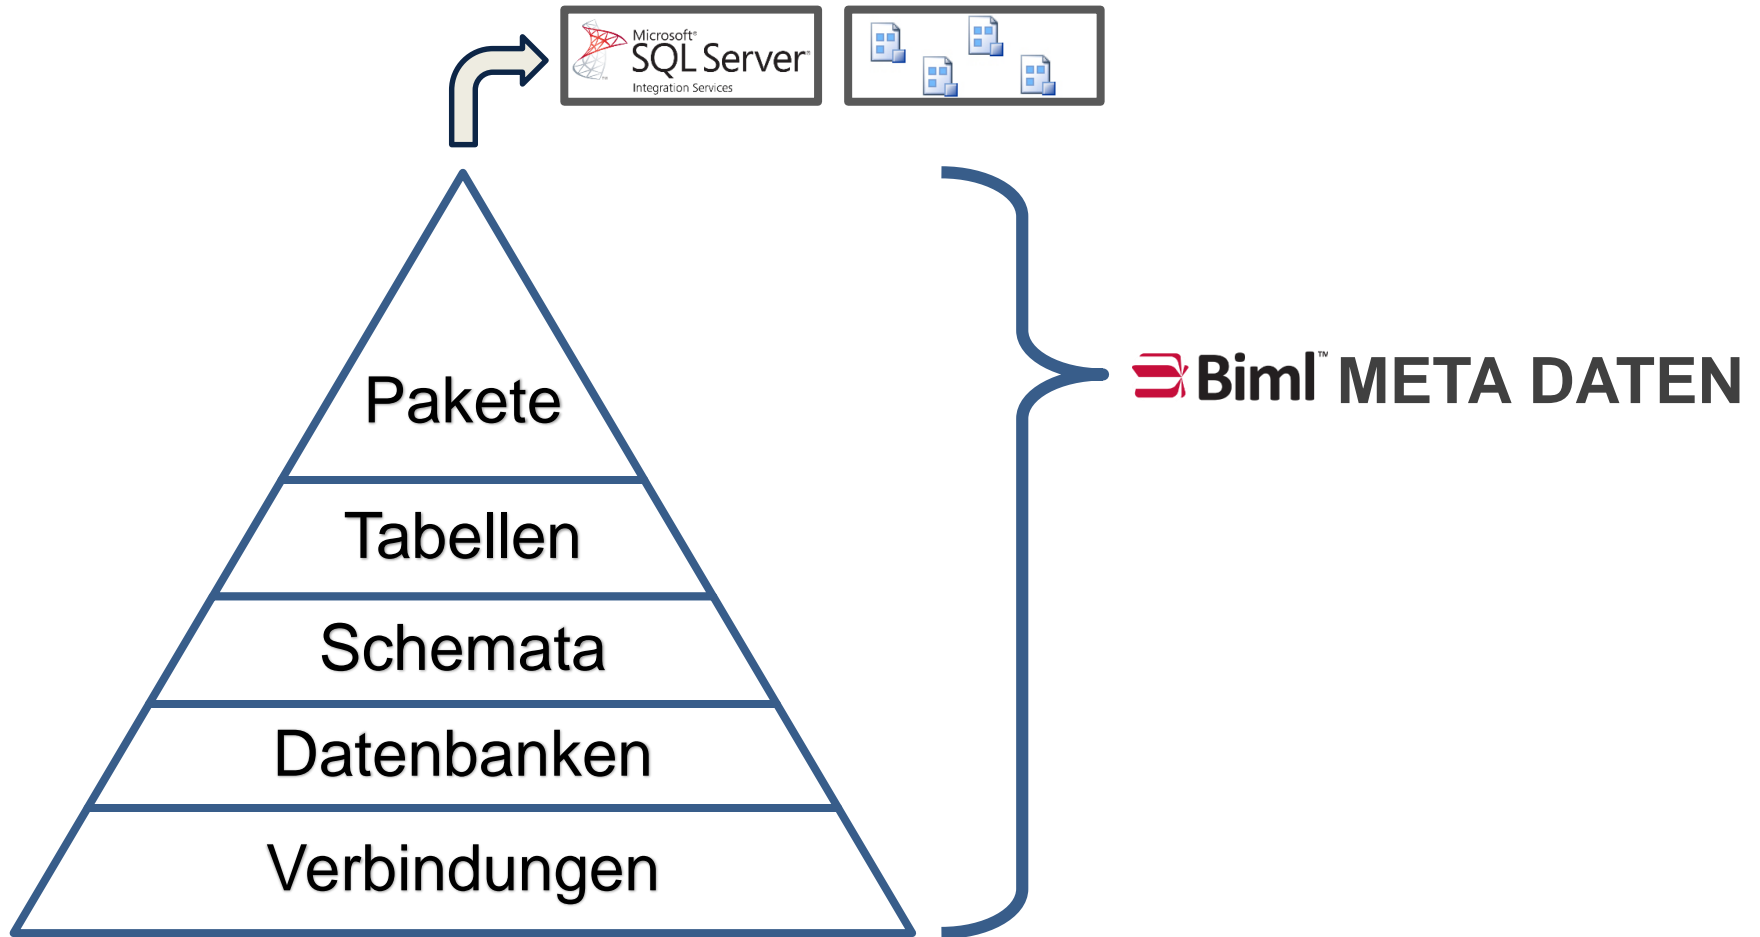 Microsoft®
SQL Server®
Integration Services
Pakete
Tabellen
Schemata
Datenbanken
Verbindungen
Biml™ META DATEN